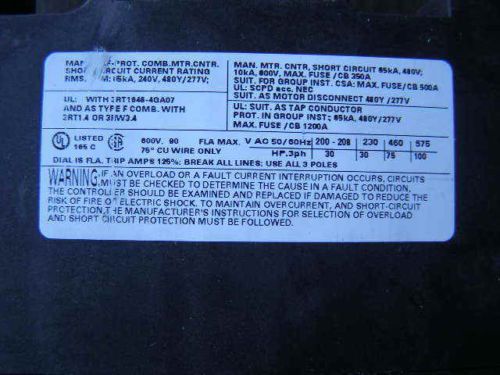 MAN. SELF-PROT. COMB.MTR.CNTR.
SHORT CIRCUIT CURRENT RATING
RMS. SYM: 65kA, 240V, 480Y/277V;
UL: WITH 3RT1646-4GA07
AND AS TYPE F COMB. WITH
3RT1.4 OR 3RW3.4
MAN. MTR. CNTR, SHORT CIRCUIT 65kA, 480V;
10kA, 600V, MAX. FUSE/CB 350A
SUIT. FOR GROUP INST: CSA: MAX. FUSE/CB 500A
UL: SCPD acc. NEC
SUIT. AS MOTOR DISCONNECT 480Y/277V
UL: SUIT. AS TAP CONDUCTOR
PROT. IN GROUP INST; 65kA, 480Y/277V
MAX. FUSE/CB 1200A
UL LISTED 165 C
600V, 90
75° CU WIRE ONLY
FLA MAX. V AC 50/60Hz 200-208 230 460 575
HP.3ph 30 30 75 100
DIAL IS FLA. TRIP AMPS 125%: BREAK ALL LINES: USE ALL 3 POLES
WARNING: IF AN OVERLOAD OR A FAULT CURRENT INTERRUPTION OCCURS, CIRCUITS
MUST BE CHECKED TO DETERMINE THE CAUSE IN A FAULT CONDITION,
THE CONTROLLER SHOULD BE EXAMINED AND REPLACED IF DAMAGED TO REDUCE
RISK OF FIRE OR ELECTRIC SHOCK. TO MAINTAIN OVERCURRENT, AND SHORT-CIRCUIT
PROTECTION, THE MANUFACTURER'S INSTRUCTIONS FOR SELECTION OF OVERLOAD
AND SHORT CIRCUIT PROTECTION MUST BE FOLLOWED.